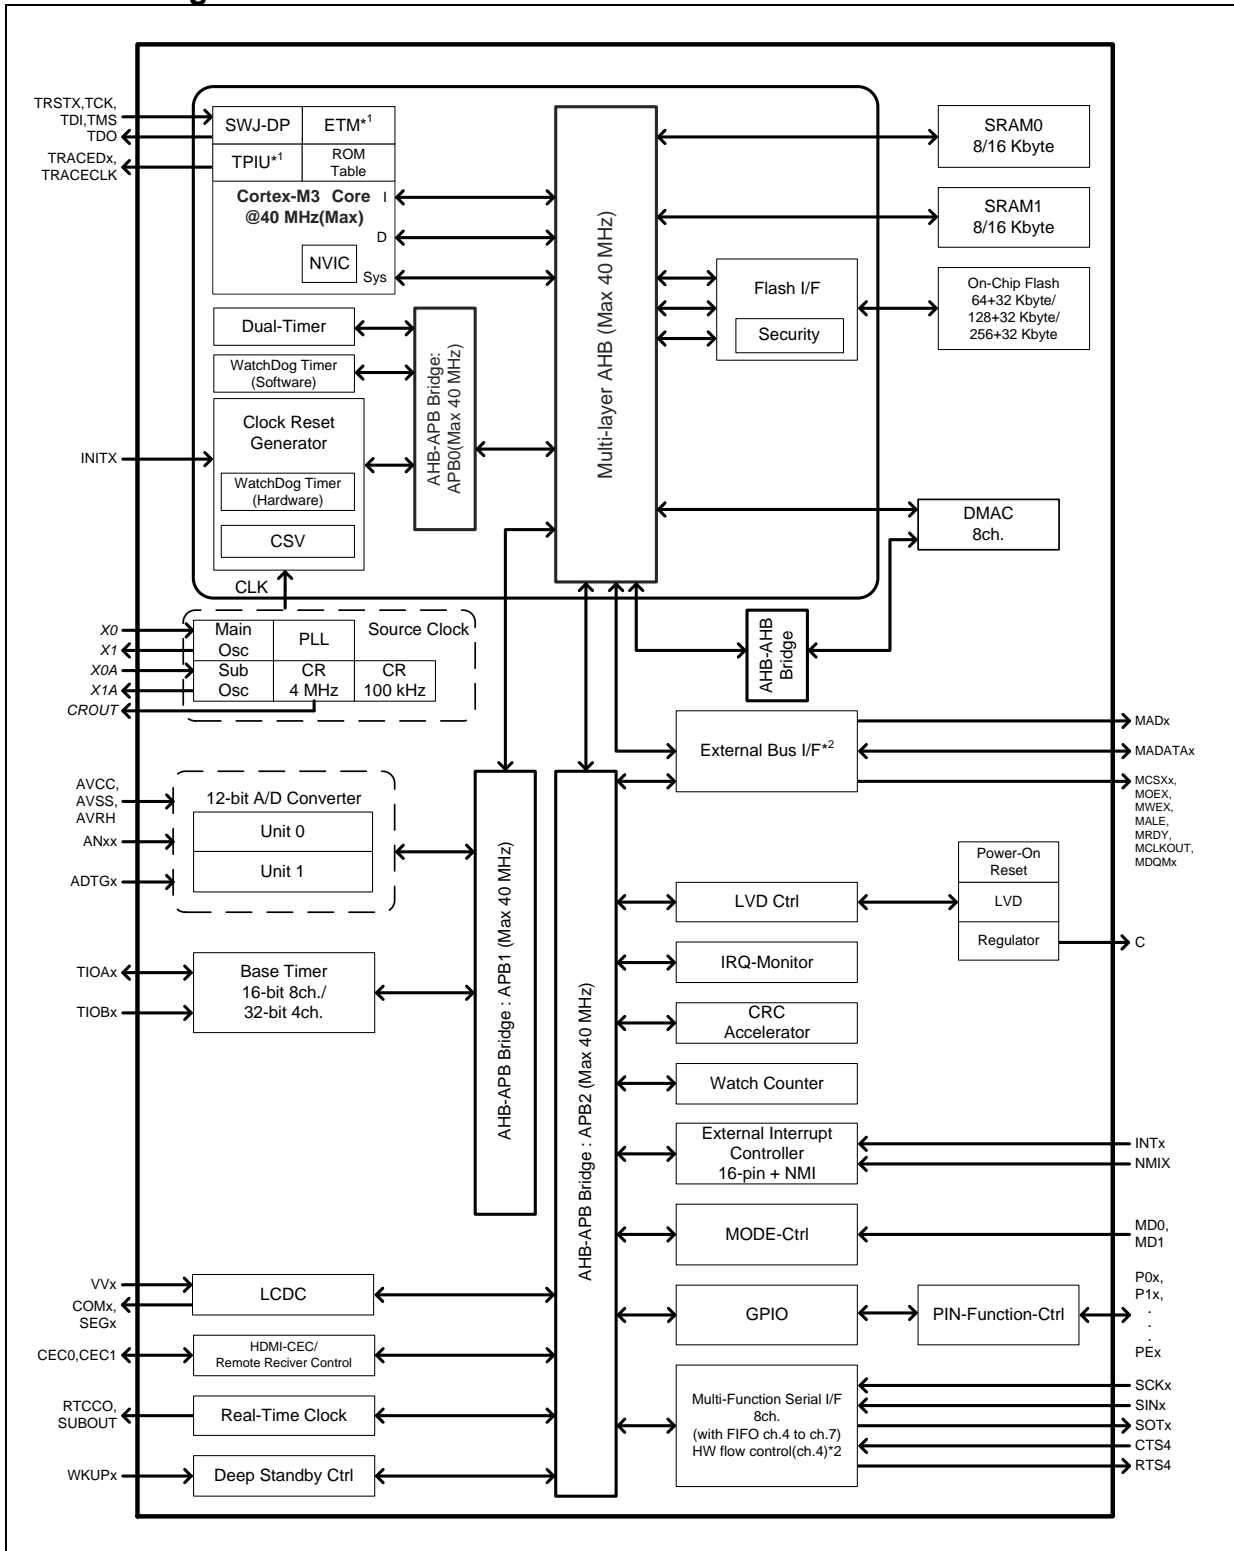 TRSTX,TCK,
TDI,TMS
TDO
TRACEDx,
TRACECLK
SWJ-DP
ETM*1
TPIU*1
ROM
Table
Cortex-M3 Core
@40 MHz(Max)
I
D
Sys
NVIC
Multi-layer AHB (Max 40 MHz)
SRAM0
8/16 Kbyte
SRAM1
8/16 Kbyte
Flash I/F
Security
On-Chip Flash
64+32 Kbyte/
128+32 Kbyte/
256+32 Kbyte
Dual-Timer
WatchDog Timer
(Software)
AHB-APB Bridge:
APB0(Max 40 MHz)
INITX
Clock Reset
Generator
WatchDog Timer
(Hardware)
CSV
CLK
DMAC
8ch.
AHB-AHB
Bridge
X0
X1
X0A
X1A
CROUT
Main
Osc
PLL
Source Clock
Sub
Osc
CR
4 MHz
CR
100 kHz
External Bus I/F*2
MADx
MADATAx
MCSXx,
MOEX,
MWEX,
MALE,
MRDY,
MCLKOUT,
MDQMx
AVCC,
AVSS,
AVRH
ANxx
ADTGx
12-bit A/D Converter
Unit 0
Unit 1
AHB-APB Bridge : APB1 (Max 40 MHz)
AHB-APB Bridge : APB2 (Max 40 MHz)
LVD Ctrl
Power-On
Reset
LVD
Regulator
C
IRQ-Monitor
TIOAx
TIOBx
Base Timer
16-bit 8ch./
32-bit 4ch.
CRC
Accelerator
Watch Counter
External Interrupt
Controller
16-pin + NMI
INTx
NMIX
MODE-Ctrl
MD0,
MD1
GPIO
PIN-Function-Ctrl
P0x,
P1x,
.
.
.
PEx
VVx
COMx,
SEGx
LCDC
CEC0,CEC1
HDMI-CEC/
Remote Reciver Control
RTCCO,
SUBOUT
Real-Time Clock
WKUPx
Deep Standby Ctrl
Multi-Function Serial I/F
8ch.
(with FIFO ch.4 to ch.7)
HW flow control(ch.4)*2
SCKx
SINx
SOTx
CTS4
RTS4